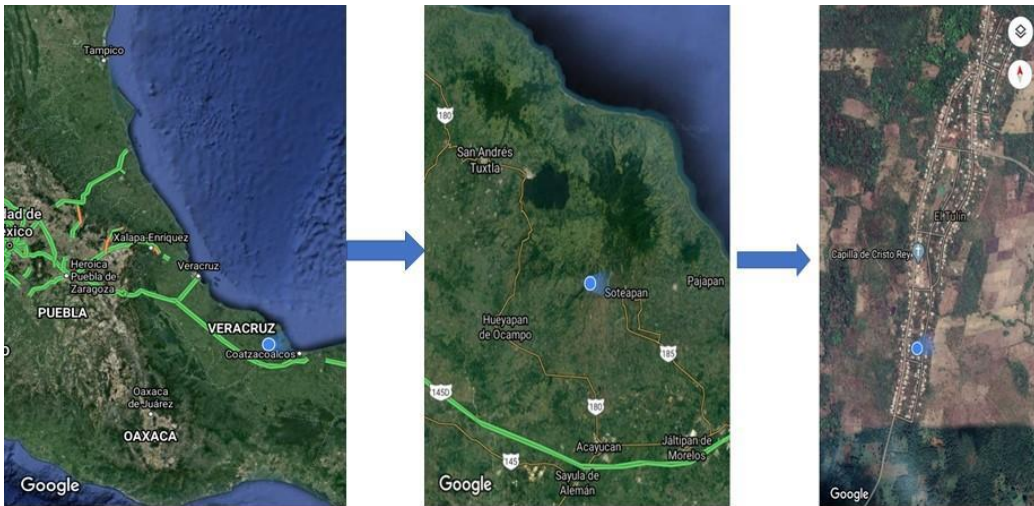 Tampico
dad de
éxico
Xalapa Enríquez
Heroica
Puebla de
Zaragoza
Veracruz
PUEBLA
VERACRUZ
Coatzacoalcos
O
Oaxaca
de Juárez
OAXACA
Google
180
San Andrés
Tuxtla
Soteapan
Pajapan
Hueyapan
de Ocampo
185
145D
180
Acayucan
Jáltipan de
Morelos
145
Sayula de
Alemán
Google
El Tulín
Capilla de Cristo Rey
Google